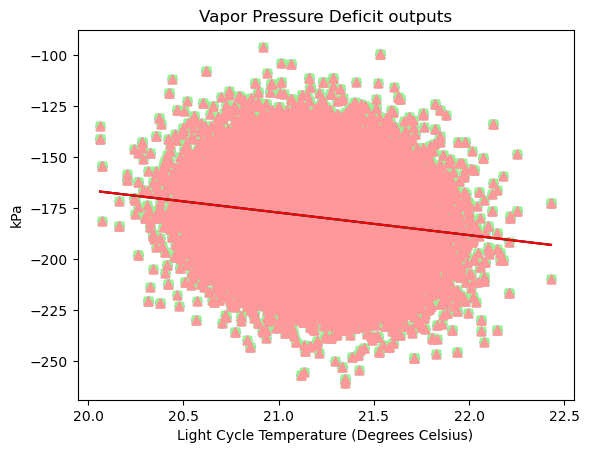 Vapor Pressure Deficit outputs
−100
−125
−150
−175
−200
−225
−250
kPa
20.0 20.5 21.0 21.5 22.0 22.5
Light Cycle Temperature (Degrees Celsius)